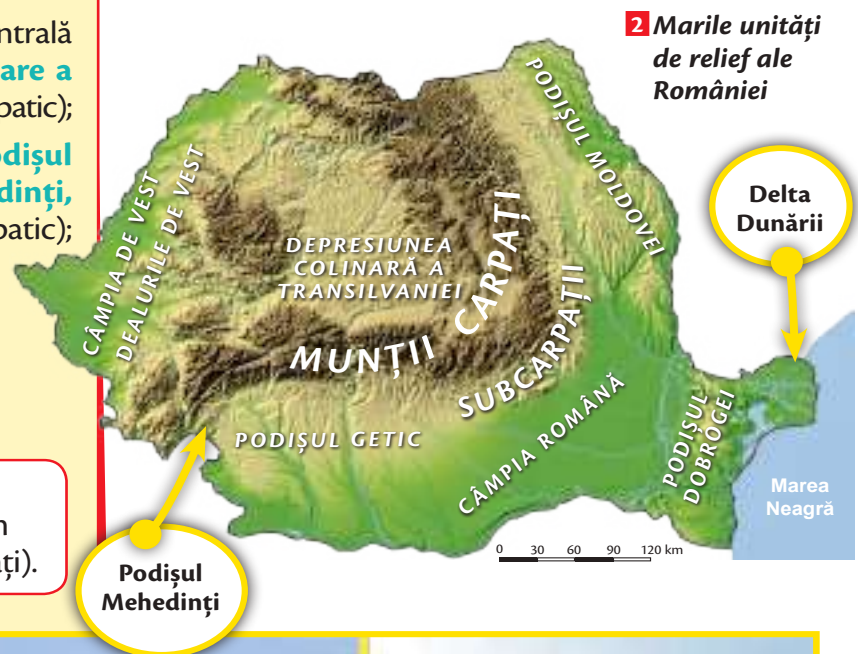 ntrală
are a
batic);
odișul
dinți,
patic);
2 Marile unități
de relief ale
României
PODIȘUL MOLDOVEI
Delta
Dunării
CÂMPIA DE VEST
DEALURILE DE VEST
DEPRESIUNEA
COLINARĂ A
TRANSILVANIEI
MUNȚII CARPAȚI
SUBCARPAȚII
PODIȘUL GETIC
CÂMPIA ROMÂNĂ
PODIȘUL
DOBROGEI
Marea
Neagră
0 30 60 90 120 km
n
ți).
Podișul
Mehedinți